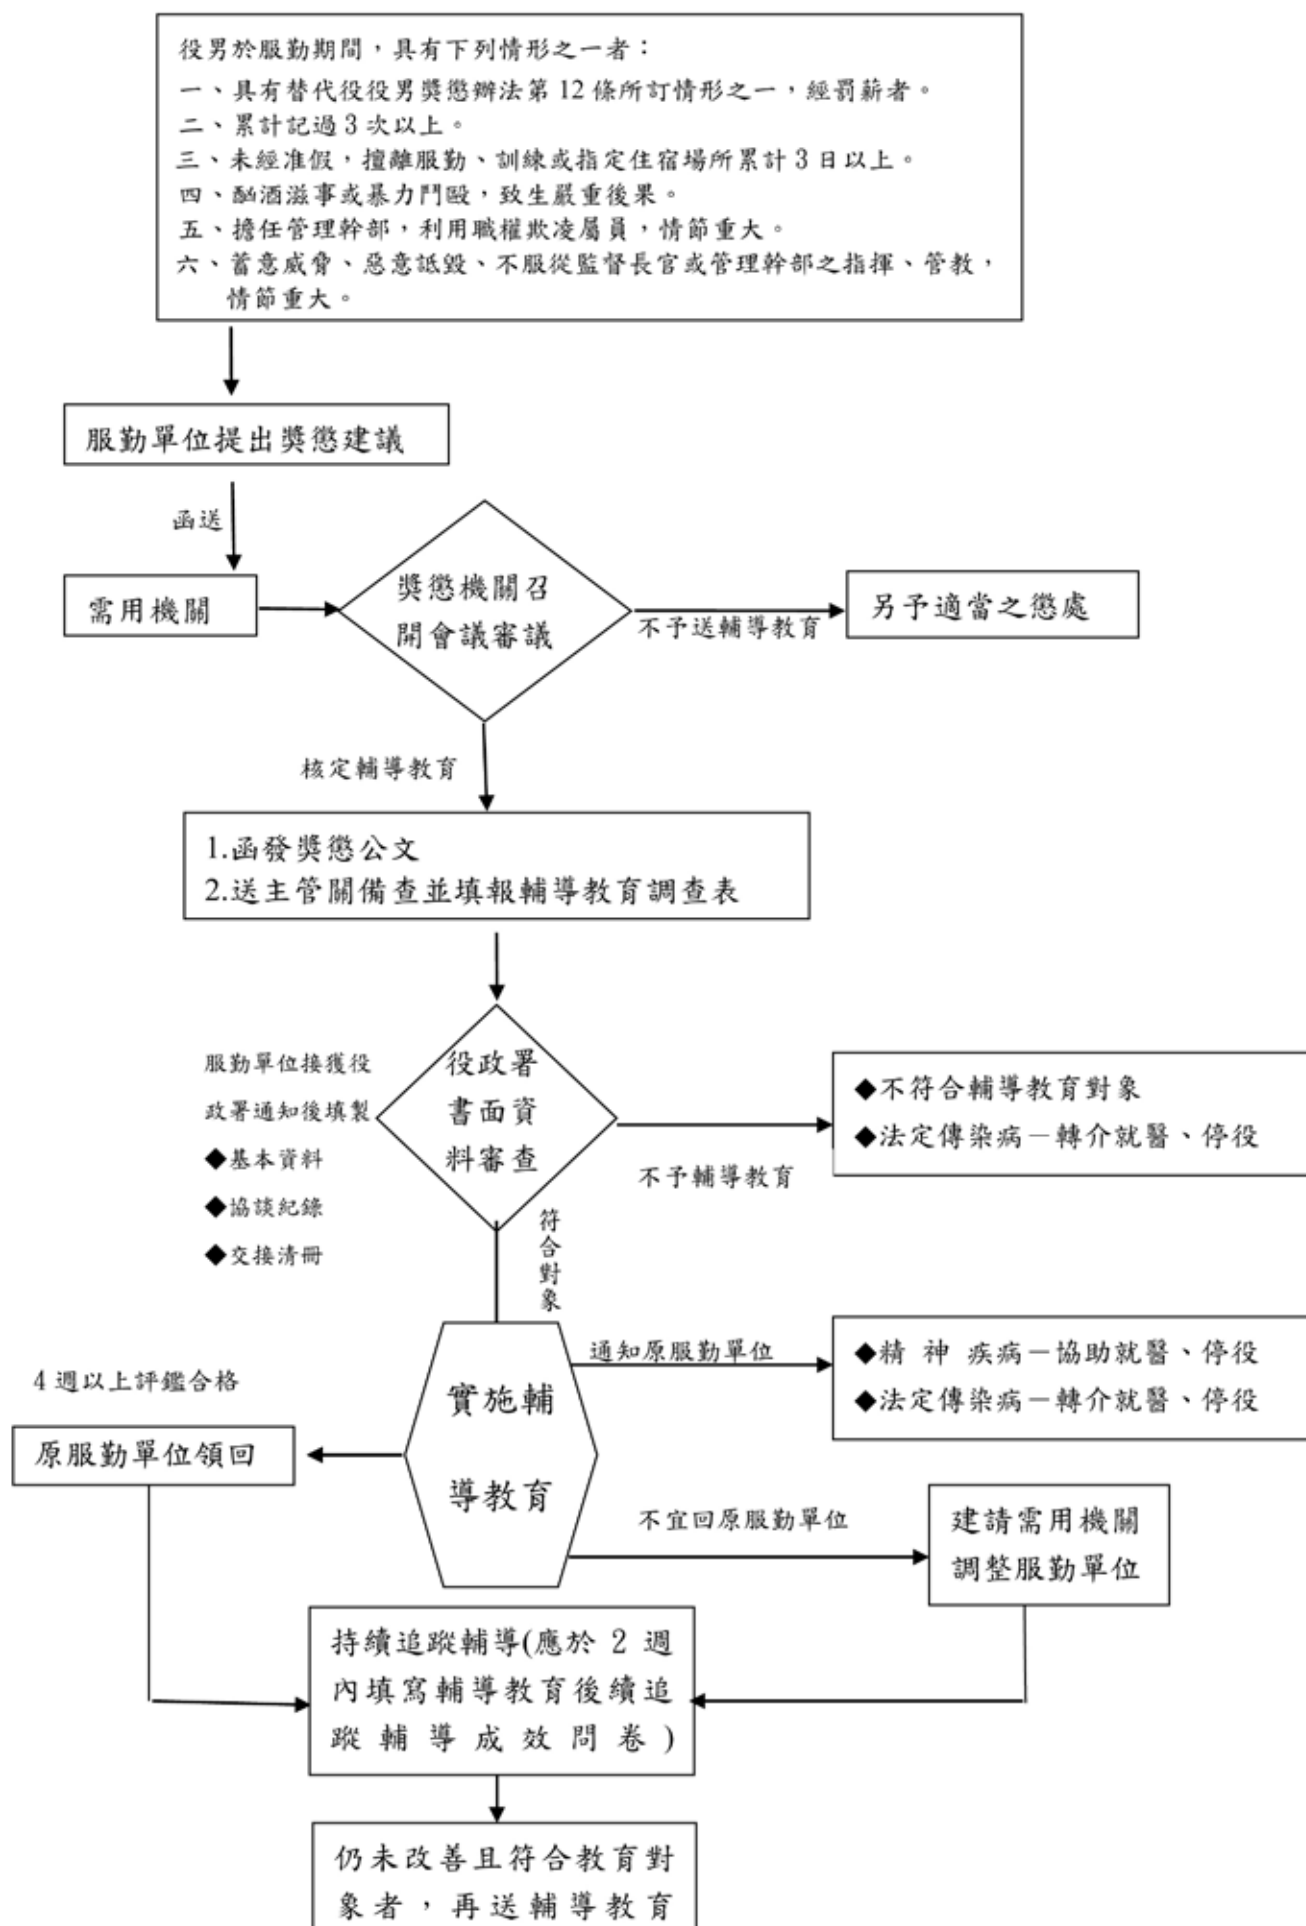 役男於服勤期間，具有下列情形之一者：
一、具有替代役役男獎懲辦法第 12 條所訂情形之一，經罰薪者。
二、累計記過 3 次以上。
三、未經准假，擅離服勤、訓練或指定住宿場所累計 3 日以上。
四、酗酒滋事或暴力鬥毆，致生嚴重後果。
五、擔任管理幹部，利用職權欺凌屬員，情節重大。
六、蓄意威脅、惡意詆毀、不服從監督長官或管理幹部之指揮、管教，
情節重大。
服勤單位提出獎懲建議
函送
需用機關
獎懲機關召
開會議審議
不予送輔導教育
另予適當之懲處
核定輔導教育
1.函發獎懲公文
2.送主管關備查並填報輔導教育調查表
服勤單位接獲役
政署通知後填製
◆基本資料
◆協談紀錄
◆交接清冊
役政署
書面資
料審查
不予輔導教育
◆不符合輔導教育對象
◆法定傳染病－轉介就醫、停役
符
合
對
象
實施輔
導教育
通知原服勤單位
◆精 神 疾病－協助就醫、停役
◆法定傳染病－轉介就醫、停役
4 週以上評鑑合格
原服勤單位領回
不宜回原服勤單位
建請需用機關
調整服勤單位
持續追蹤輔導(應於 2 週
內填寫輔導教育後續追
蹤輔導成效問卷)
仍未改善且符合教育對
象者，再送輔導教育